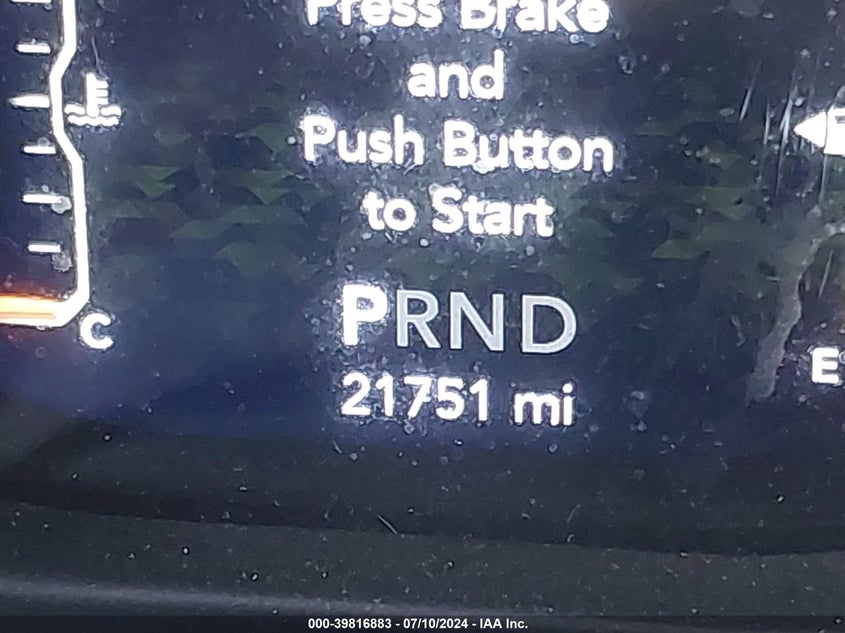 Press Brake
and
Push Button
to Start
PRND
21751 mi
C
E
000-39816883 - 07/10/2024 - IAA Inc.